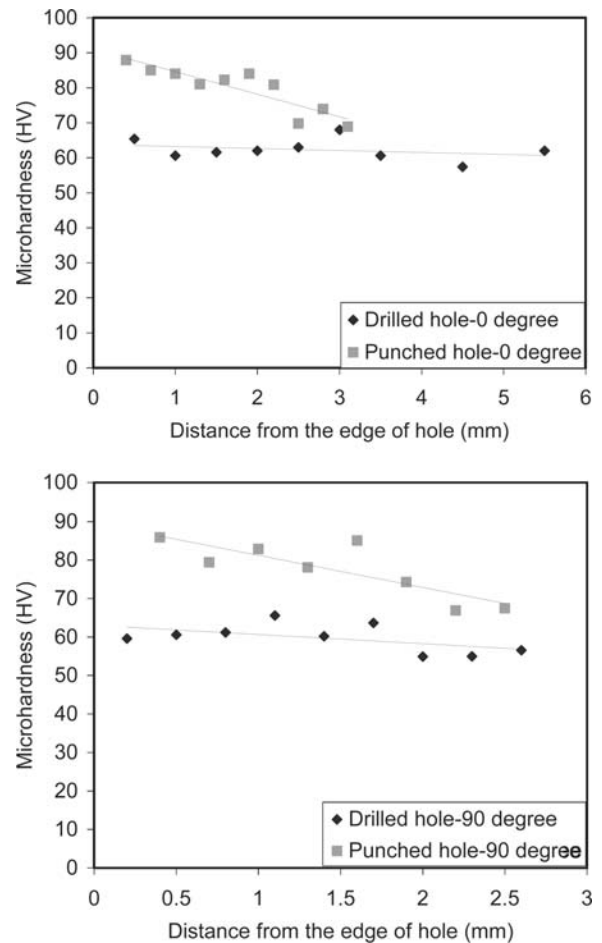 100
90
80
70
60
50
40
30
20
10
0
Microhardness (HV)
Drilled hole-0 degree
Punched hole-0 degree
0 1 2 3 4 5 6
Distance from the edge of hole (mm)
100
90
80
70
60
50
40
30
20
10
0
Microhardness (HV)
Drilled hole-90 degree
Punched hole-90 degree
0 0.5 1 1.5 2 2.5 3
Distance from the edge of hole (mm)